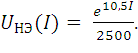 U_НЭ(I) = e^{10,5I} / 2500.